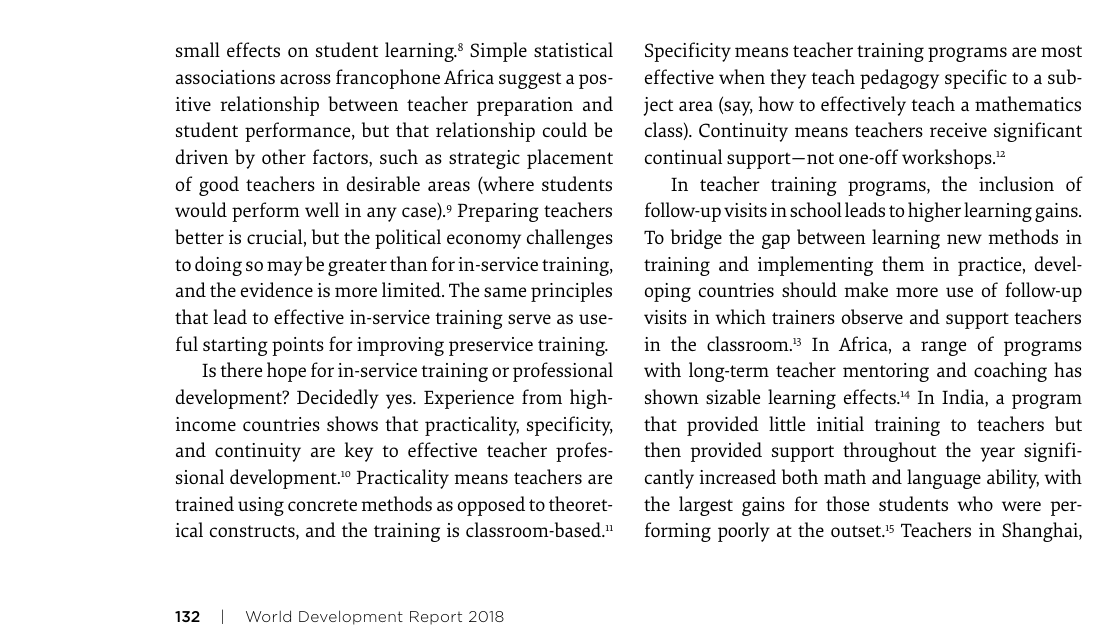 small effects on student learning.⁸ Simple statistical
associations across francophone Africa suggest a pos-
itive relationship between teacher preparation and
student performance, but that relationship could be
driven by other factors, such as strategic placement
of good teachers in desirable areas (where students
would perform well in any case).⁹ Preparing teachers
better is crucial, but the political economy challenges
to doing so may be greater than for in-service training,
and the evidence is more limited. The same principles
that lead to effective in-service training serve as use-
ful starting points for improving preservice training.
Is there hope for in-service training or professional
development? Decidedly yes. Experience from high-
income countries shows that practicality, specificity,
and continuity are key to effective teacher profes-
sional development.¹⁰ Practicality means teachers are
trained using concrete methods as opposed to theoret-
ical constructs, and the training is classroom-based.¹¹
Specificity means teacher training programs are most
effective when they teach pedagogy specific to a sub-
ject area (say, how to effectively teach a mathematics
class). Continuity means teachers receive significant
continual support—not one-off workshops.¹²
In teacher training programs, the inclusion of
follow-up visits in school leads to higher learning gains.
To bridge the gap between learning new methods in
training and implementing them in practice, devel-
oping countries should make more use of follow-up
visits in which trainers observe and support teachers
in the classroom.¹³ In Africa, a range of programs
with long-term teacher mentoring and coaching has
shown sizable learning effects.¹⁴ In India, a program
that provided little initial training to teachers but
then provided support throughout the year signifi-
cantly increased both math and language ability, with
the largest gains for those students who were per-
forming poorly at the outset.¹⁵ Teachers in Shanghai,
132 | World Development Report 2018